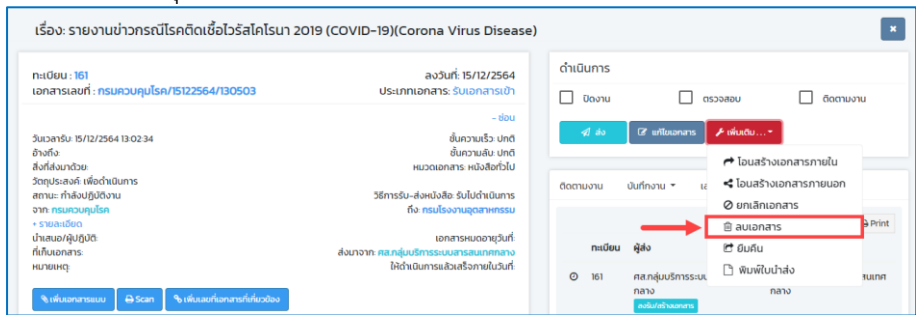 เรื่อง: รายงานข่าวกรณีโรคติดเชื้อไวรัสโคโรนา 2019 (COVID-19)(Corona Virus Disease)
×
ทะเบียน : 161
ลงวันที่: 15/12/2564
เอกสารเลขที่ : กรมควบคุมโรค/15122564/130503
ประเภทเอกสาร: รับเอกสารเข้า
- ซ่อน
วันเวลารับ: 15/12/2564 13:02:34
ชั้นความเร็ว: ปกติ
อ้างถึง:
ชั้นความลับ: ปกติ
สิ่งที่ส่งมาด้วย:
หมวดเอกสาร: หนังสือทั่วไป
วัตถุประสงค์: เพื่อดำเนินการ
สถานะ: กำลังปฏิบัติงาน
วิธีการรับ-ส่งหนังสือ: รับไปดำเนินการ
จาก: กรมควบคุมโรค
ถึง: กรมโรงงานอุตสาหกรรม
+ รายละเอียด
นำเสนอ/ผู้ปฏิบัติ:
เอกสารหมดอายุวันที่:
ที่เก็บเอกสาร:
ส่งมาจาก: ศส.กลุ่มบริการระบบสารสนเทศกลาง
หมายเหตุ:
ให้ดำเนินการแล้วเสร็จภายในวันที่:
เพิ่มเอกสารแนบ
Scan
เพิ่มเลขที่เอกสารที่เกี่ยวข้อง
ดำเนินการ
ปิดงาน
ตรวจสอบ
ติดตามงาน
ส่ง
แก้ไขเอกสาร
เพิ่มเติม...
โอนสร้างเอกสารภายใน
โอนสร้างเอกสารภายนอก
ยกเลิกเอกสาร
ลบเอกสาร
ยืมคืน
พิมพ์ใบนำส่ง
ติดตามงาน
บันทึกงาน
Print
ทะเบียน
ผู้ส่ง
161
ศส.กลุ่มบริการระบบ
กลาง
ลงรับ/สร้างเอกสาร
กลาง